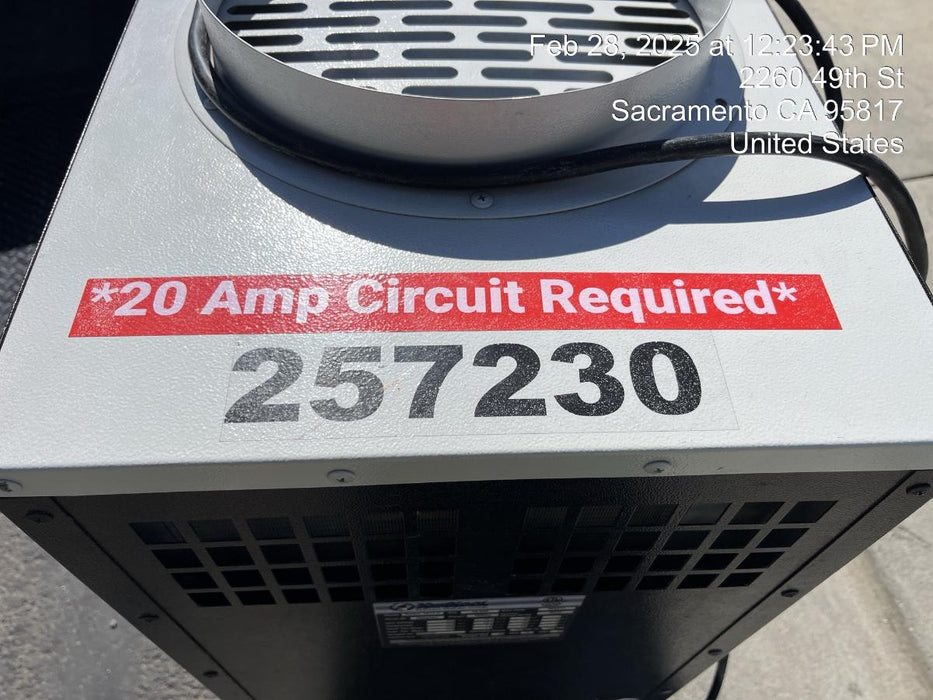 Feb 28, 2025 at 12:23:43 PM
2260 49th St
Sacramento CA 95817
United States
*20 Amp Circuit Required*
257230